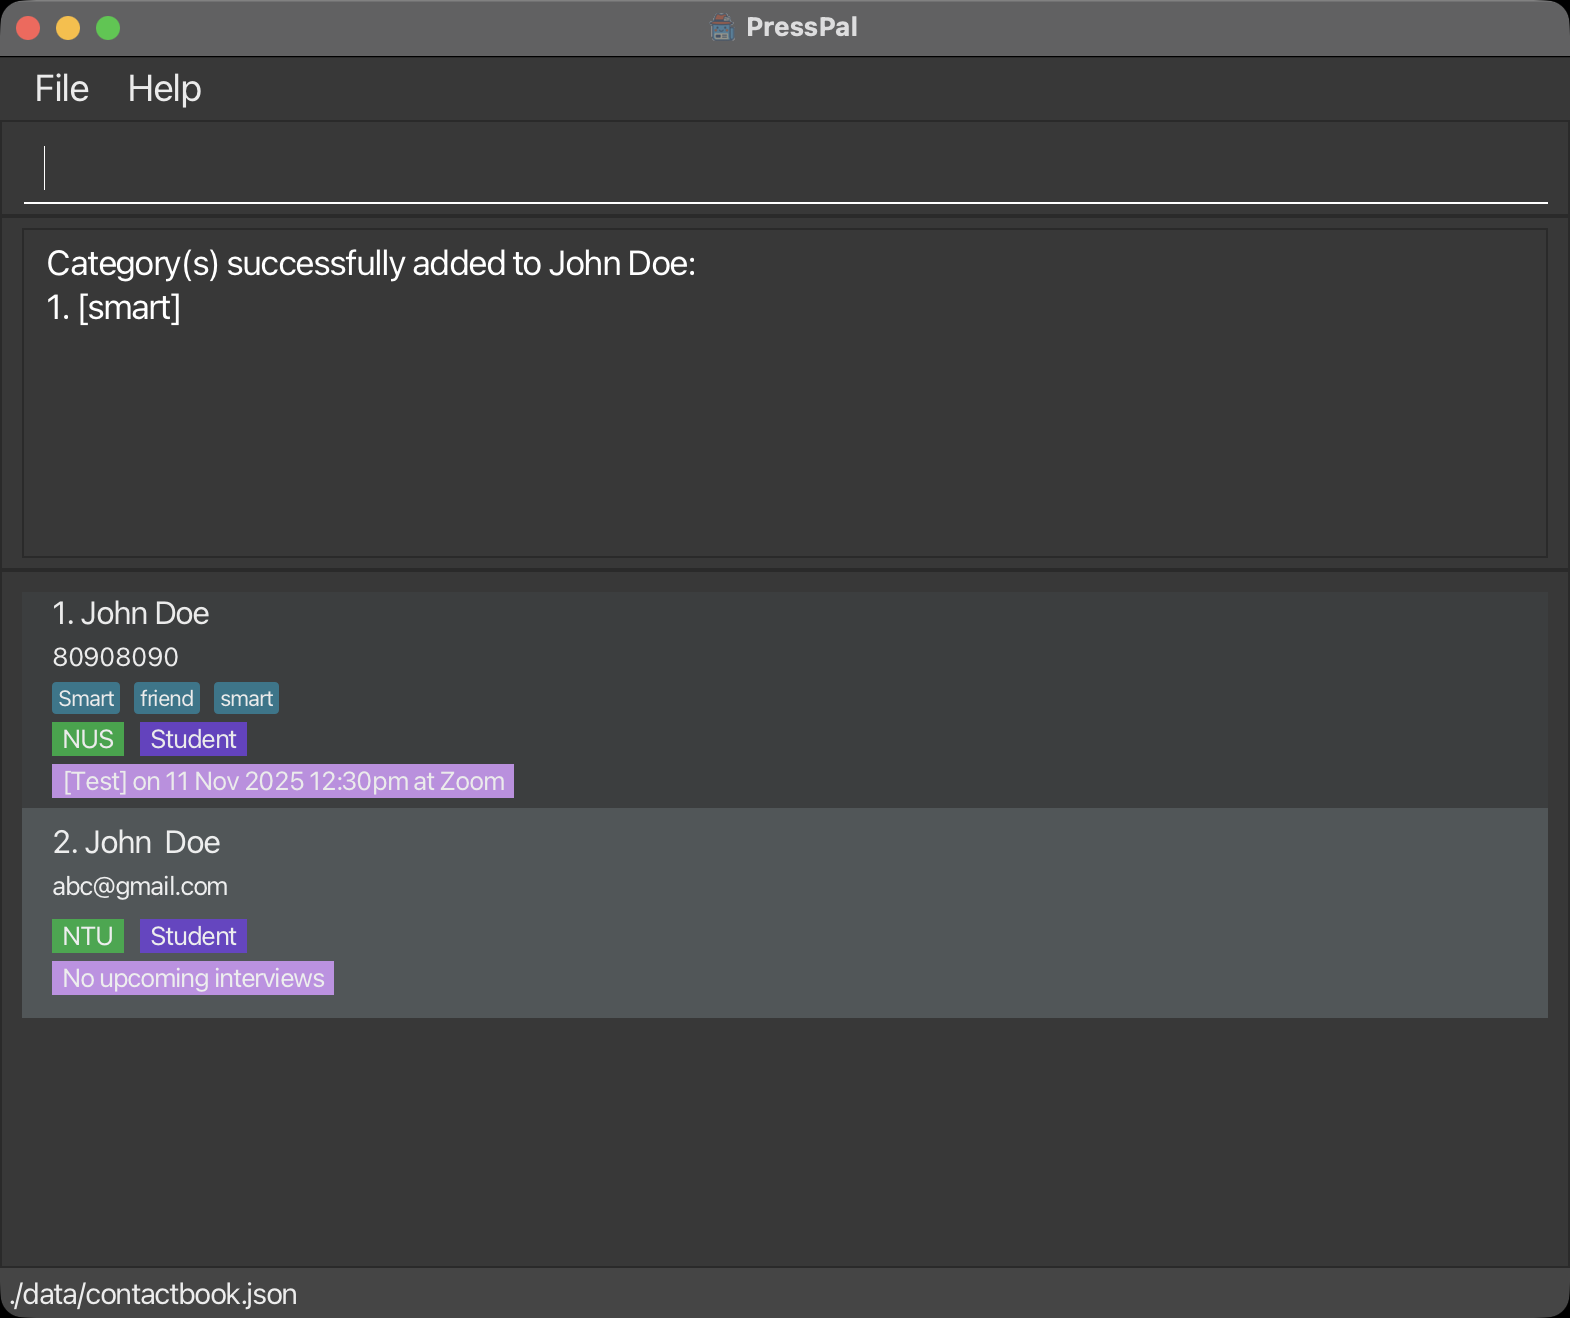 PressPal
File Help
Category(s) successfully added to John Doe:
1. [smart]
1. John Doe
80908090
Smart friend smart
NUS Student
[Test] on 11 Nov 2025 12:30pm at Zoom
2. John  Doe
abc@gmail.com
NTU Student
No upcoming interviews
./data/contactbook.json